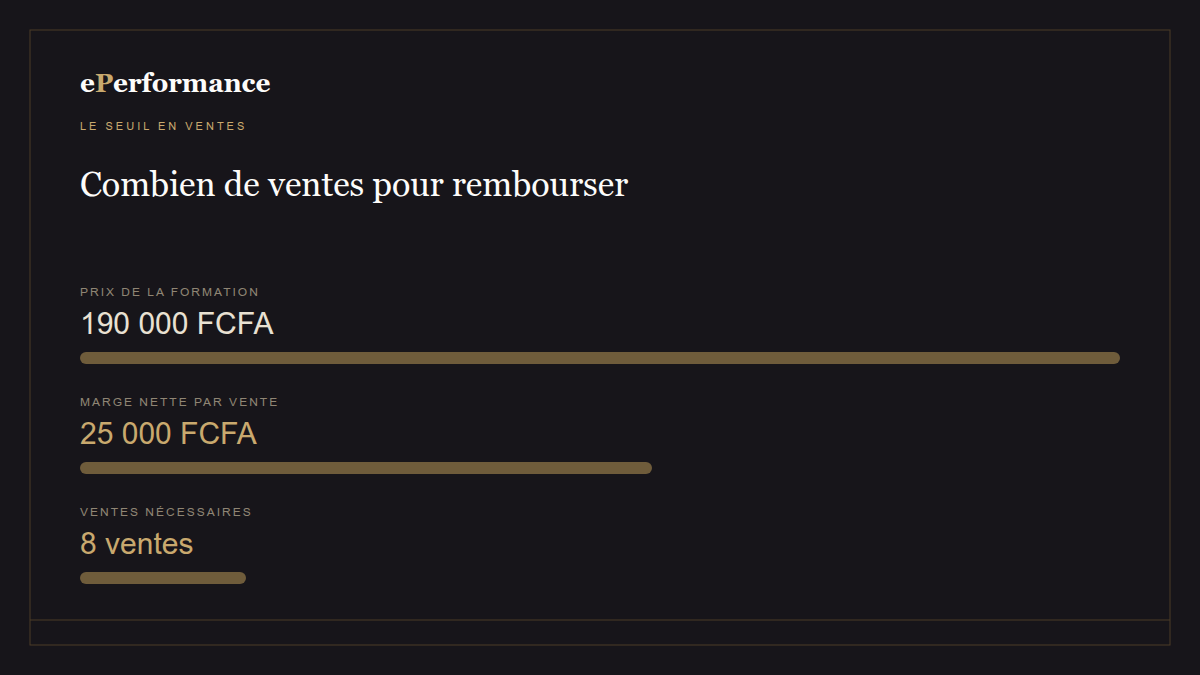 ePerformance
LE SEUIL EN VENTES
Combien de ventes pour rembourser
PRIX DE LA FORMATION
190 000 FCFA
MARGE NETTE PAR VENTE
25 000 FCFA
VENTES NÉCESSAIRES
8 ventes